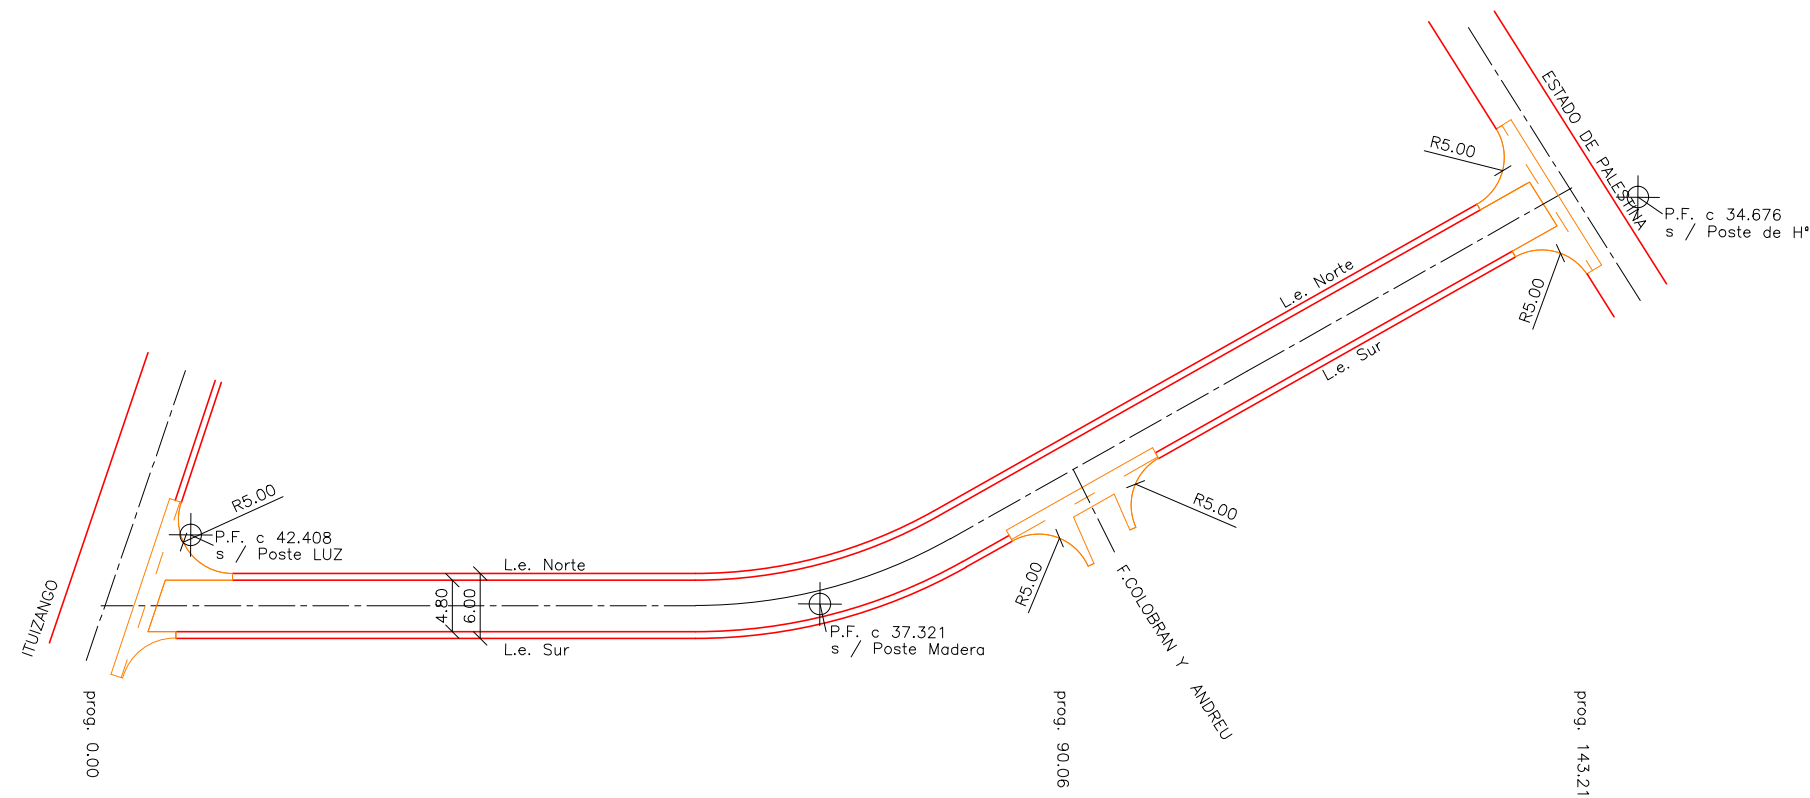 ESTADO DE PALESTINA
R5.00
P.F. c 34.676
s / Poste de H°
L.e. Norte
R5.00
L.e. Sur
R5.00
R5.00
P.F. c 42.408
s / Poste LUZ
L.e. Norte
4.80
6.00
R5.00
F.COLOBRAN Y ANDREU
ITUIZANGO
P.F. c 37.321
s / Poste Madera
L.e. Sur
prog. 0.00
prog. 90.06
prog. 143.21